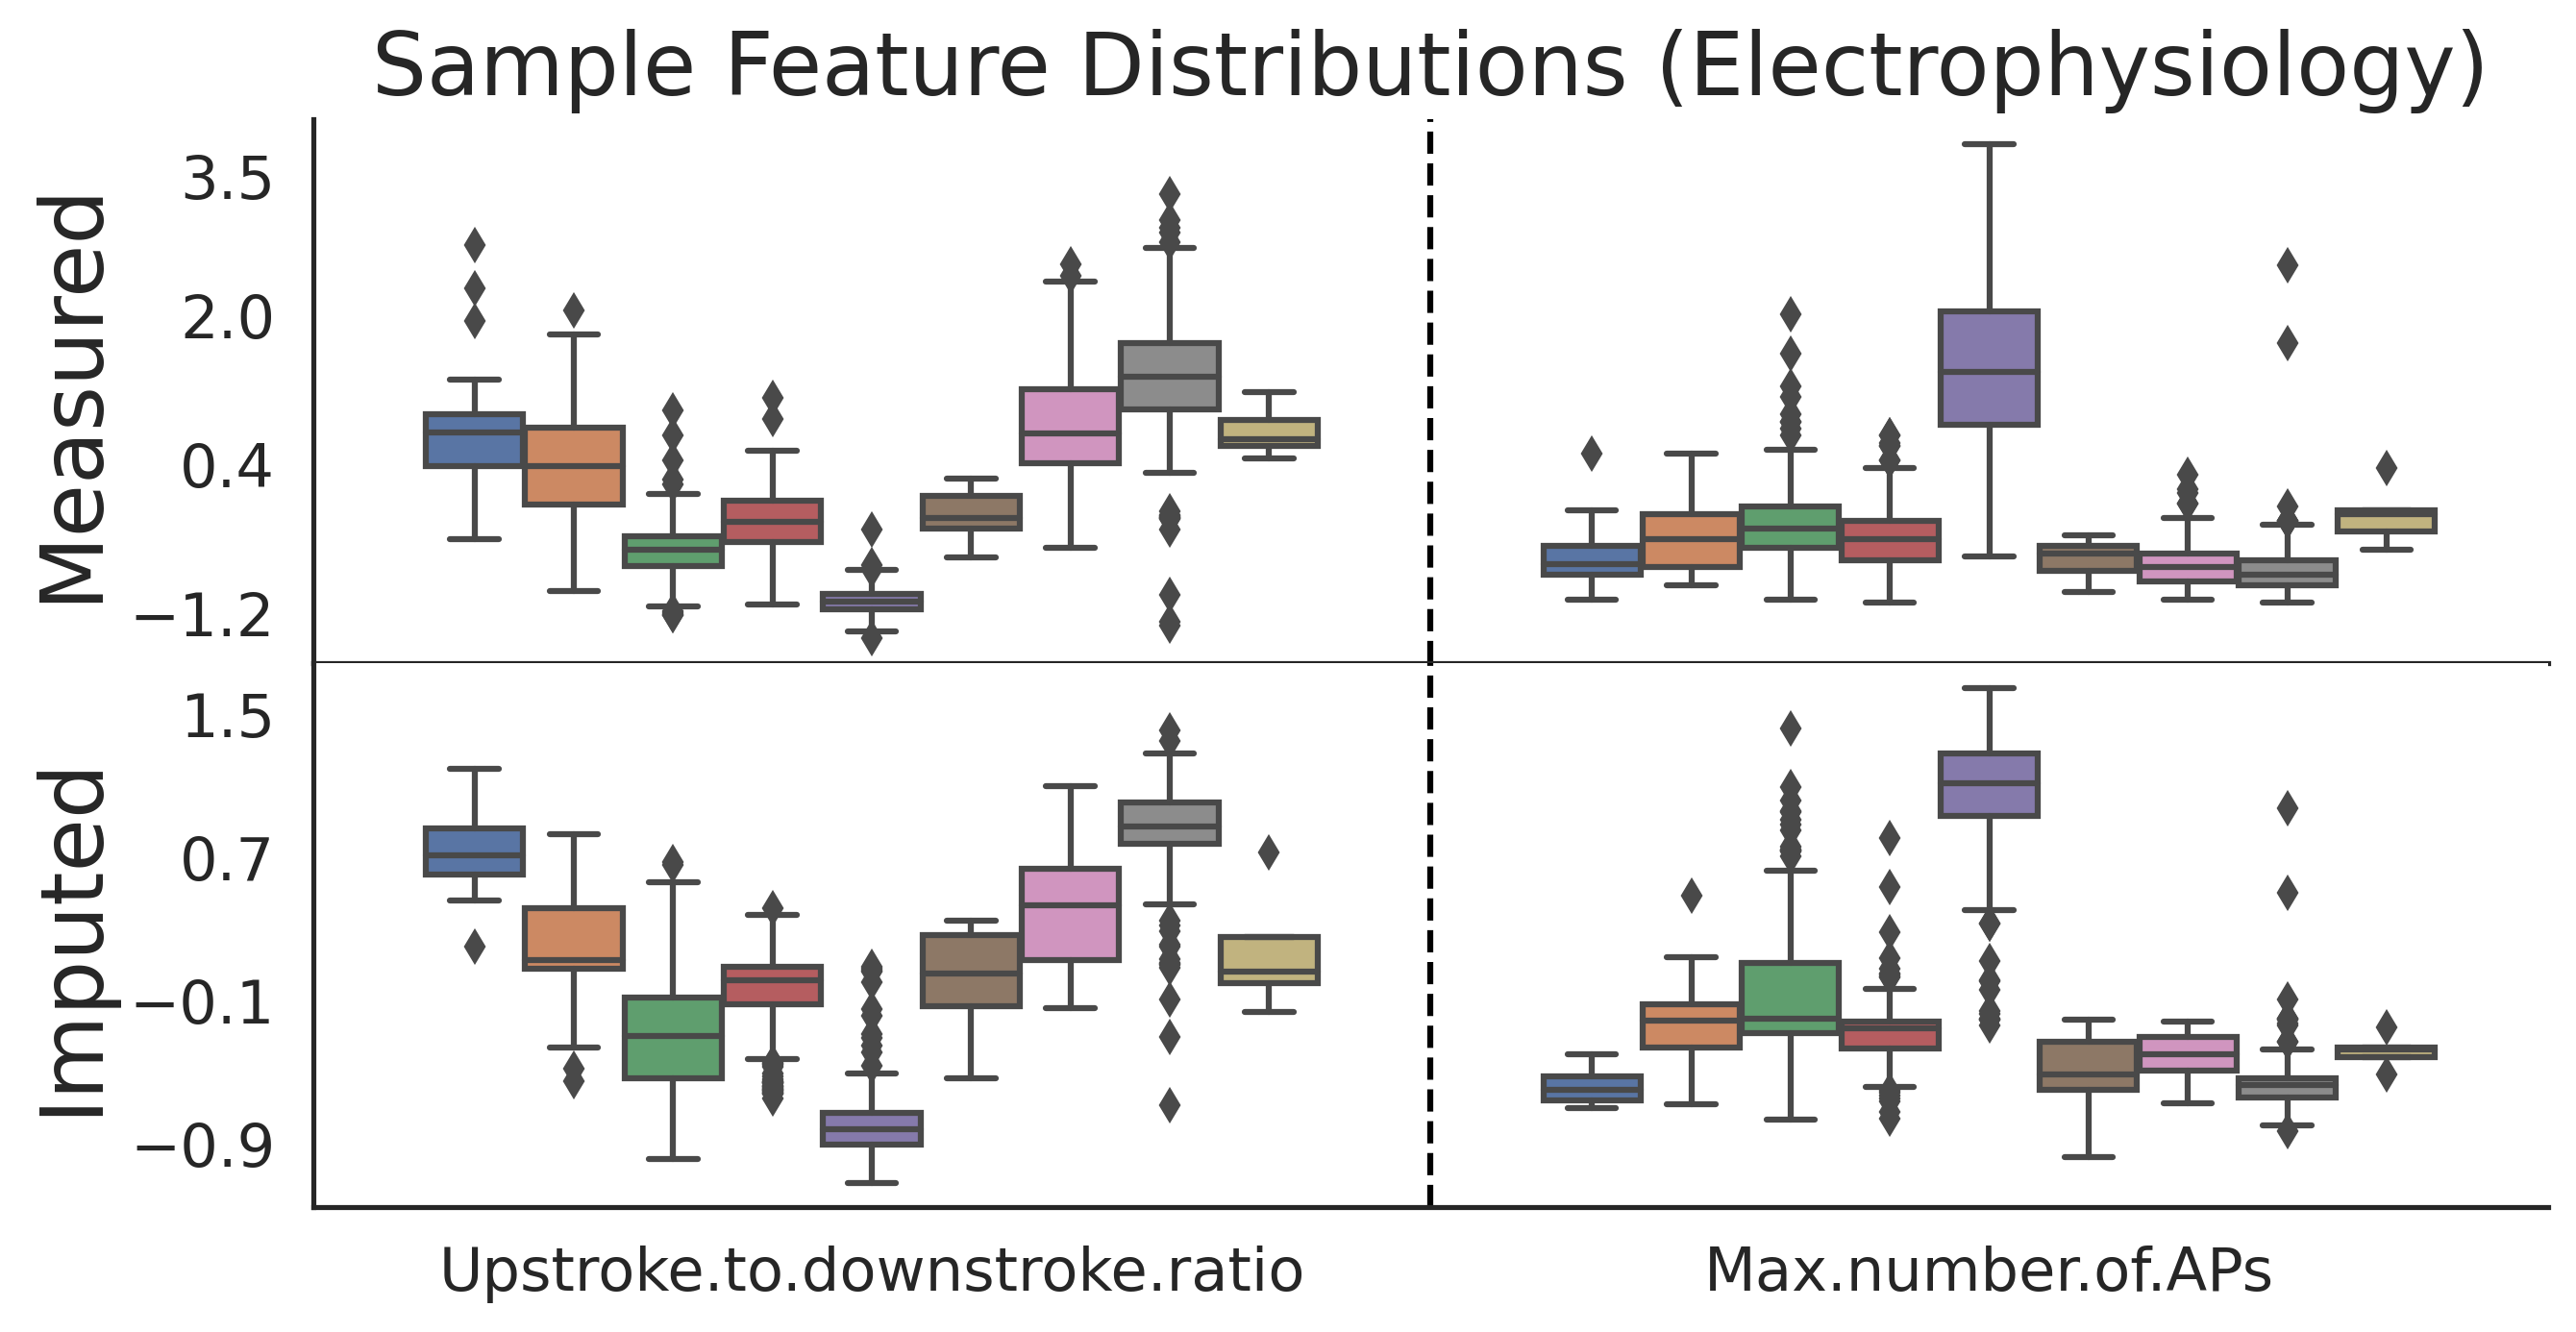 Sample Feature Distributions (Electrophysiology)
Measured
3.5
2.0
0.4
−1.2
Imputed
1.5
0.7
−0.1
−0.9
Upstroke.to.downstroke.ratio
Max.number.of.APs